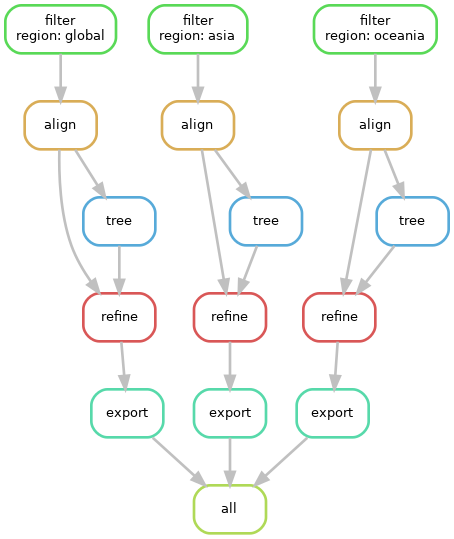 filter
region: global
filter
region: asia
filter
region: oceania
align
align
align
tree
tree
tree
refine
refine
refine
export
export
export
all